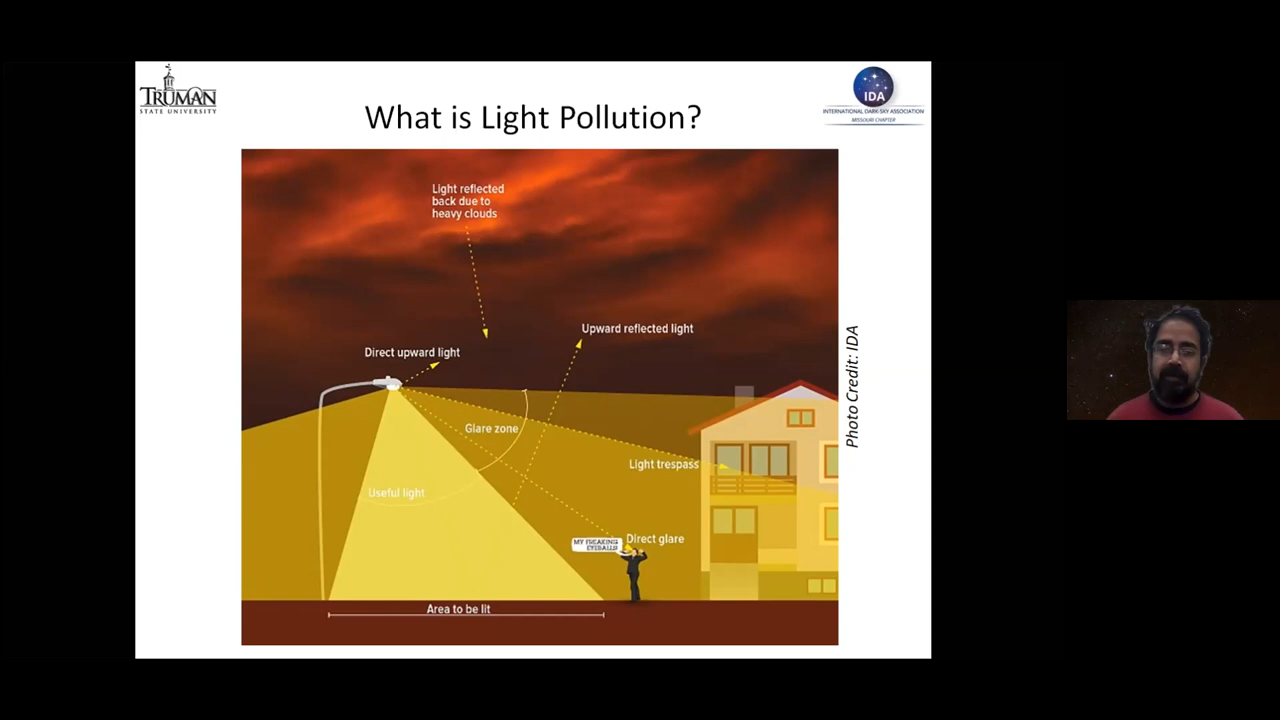 TRUMAN
STATE UNIVERSITY
IDA
INTERNATIONAL DARK-SKY ASSOCIATION
MISSOURI CHAPTER
What is Light Pollution?
Light reflected
back due to
heavy clouds
Upward reflected light
Direct upward light
Glare zone
Light trespass
Useful light
MY FREAKING
EYEBALLS
Direct glare
Area to be lit
Photo Credit: IDA